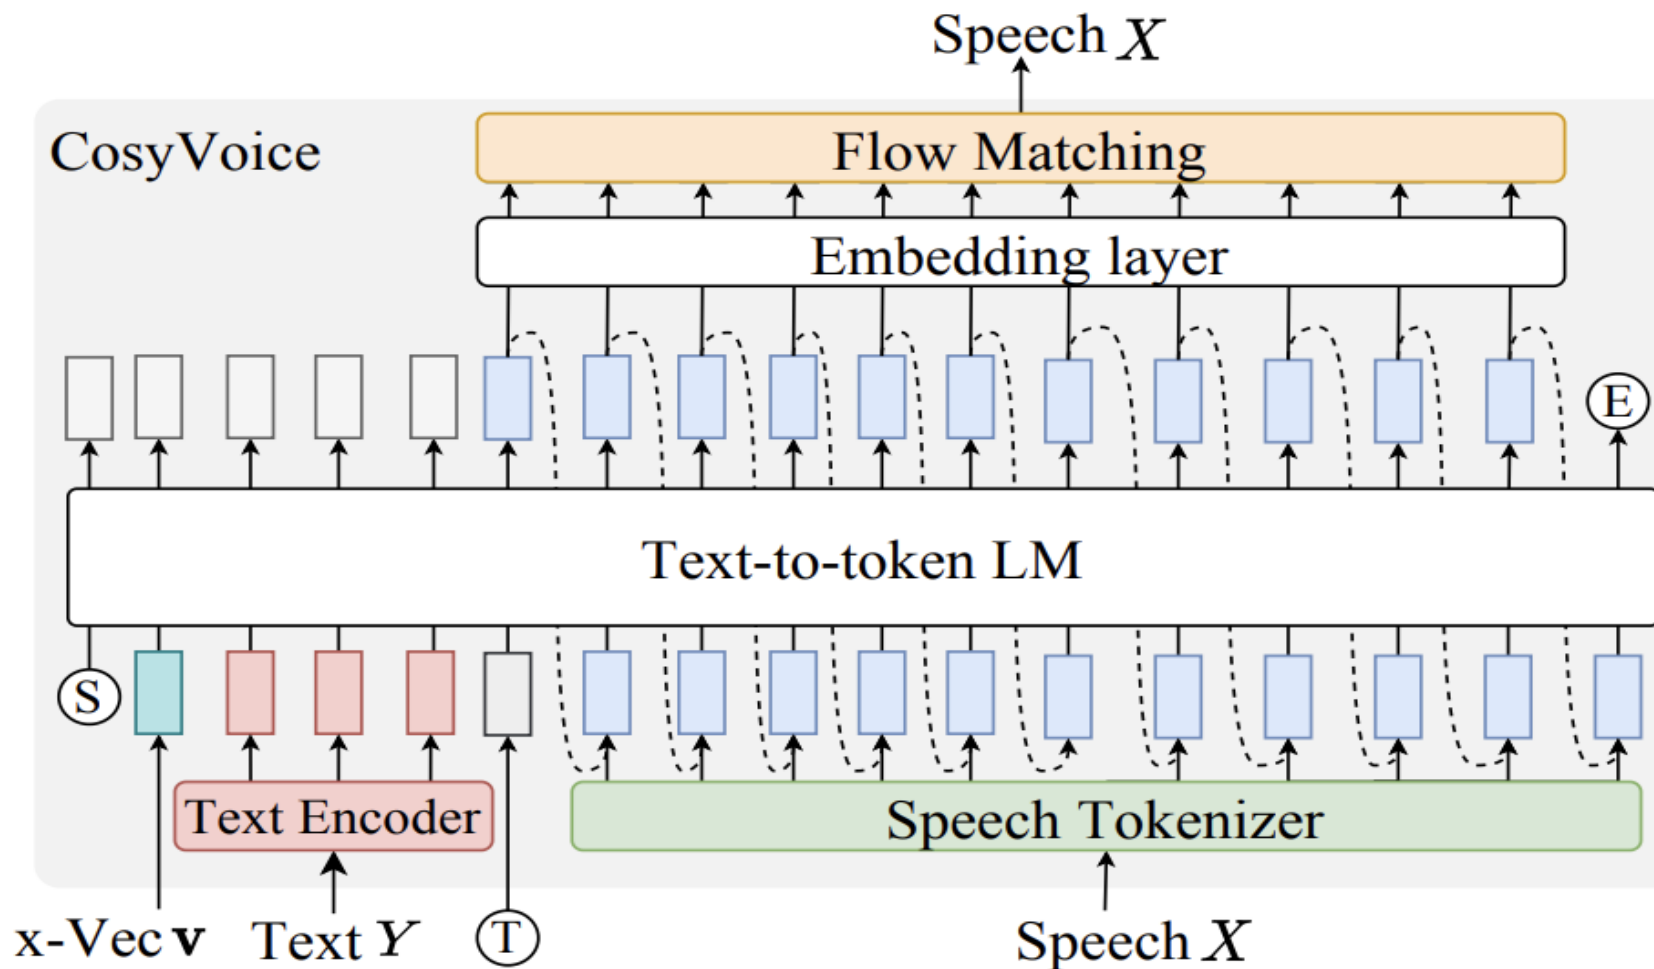 Speech X
CosyVoice
Flow Matching
Embedding layer
E
Text-to-token LM
S
Text Encoder
Speech Tokenizer
x-Vec v
Text Y
T
Speech X